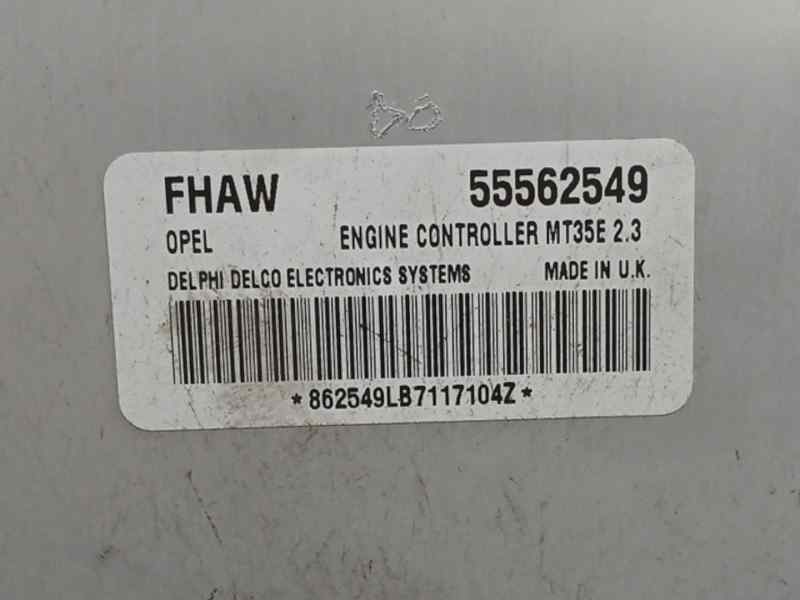 FHAW 55562549
OPEL ENGINE CONTROLLER MT35E 2.3
DELPHI DELCO ELECTRONICS SYSTEMS MADE IN U.K.
*862549LB7117104Z*